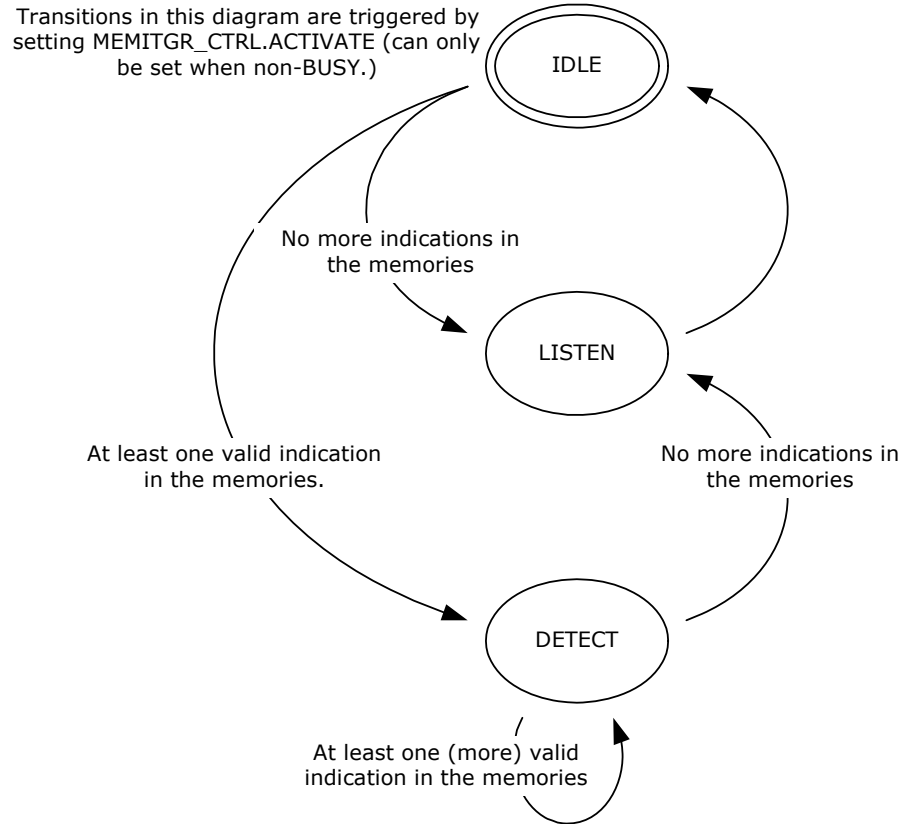 Transitions in this diagram are triggered by
setting MEMITGR_CTRL.ACTIVATE (can only
be set when non-BUSY.)
IDLE
No more indications in
the memories
LISTEN
At least one valid indication
in the memories.
No more indications in
the memories
DETECT
At least one (more) valid
indication in the memories